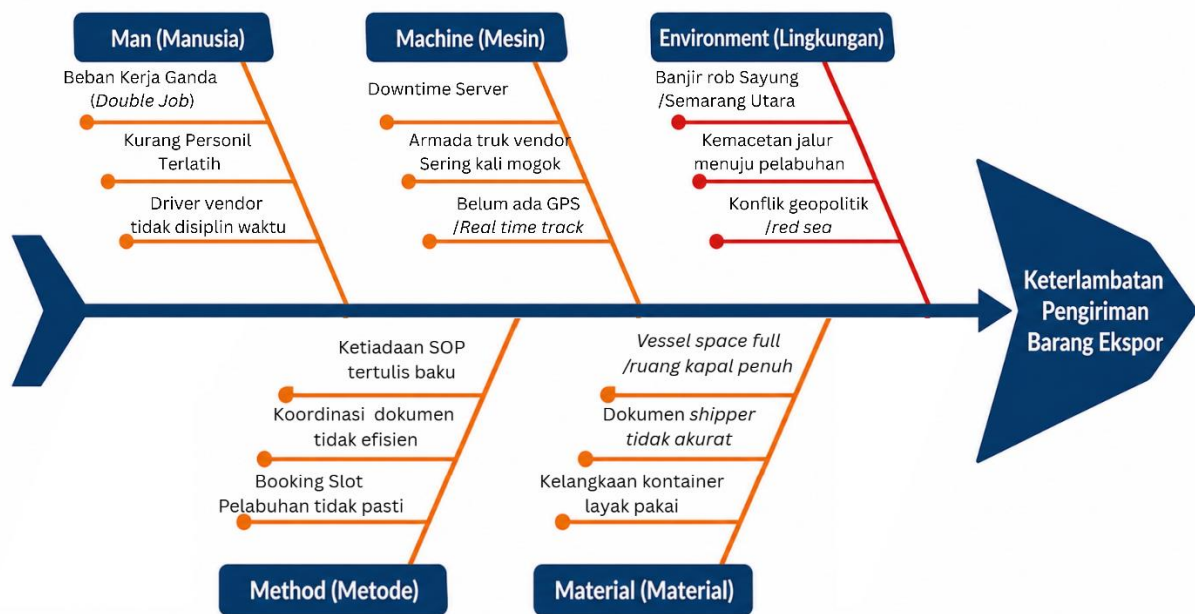 Man (Manusia)
Beban Kerja Ganda
(Double Job)
Kurang Personil
Terlatih
Driver vendor
tidak disiplin waktu
Machine (Mesin)
Downtime Server
Armada truk vendor
Sering kali mogok
Belum ada GPS
/Real time track
Environment (Lingkungan)
Banjir rob Sayung
/Semarang Utara
Kemacetan jalur
menuju pelabuhan
Konflik geopolitik
/red sea
Keterlambatan
Pengiriman
Barang Ekspor
Ketiadaan SOP
tertulis baku
Koordinasi dokumen
tidak efisien
Booking Slot
Pelabuhan tidak pasti
Method (Metode)
Vessel space full
/ruang kapal penuh
Dokumen shipper
tidak akurat
Kelangkaan kontainer
layak pakai
Material (Material)